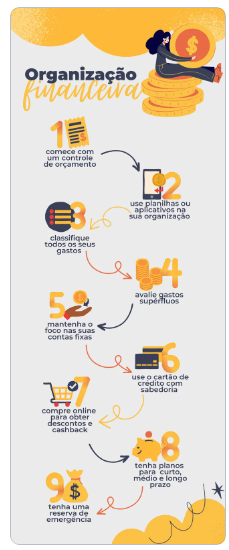 Organização
financeira
1
comece com
um controle
de orçamento
2
use planilhas ou
aplicativos na
sua organização
3
classifique
todos os seus
gastos
4
avalie gastos
supérfluos
5
mantenha o
foco nas suas
contas fixas
6
use o cartão de
crédito com
sabedoria
7
compre online
para obter
descontos e
cashback
8
tenha planos
para curto,
médio e longo
prazo
9
tenha uma
reserva de
emergência